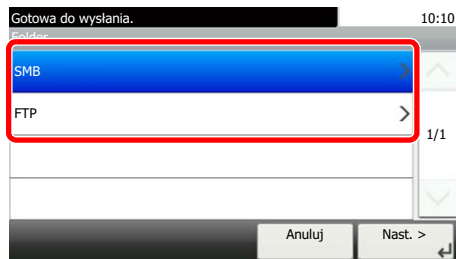 Gotowa do wysłania.
10:10
Folder
SMB
FTP
1/1
Anuluj
Nast. >